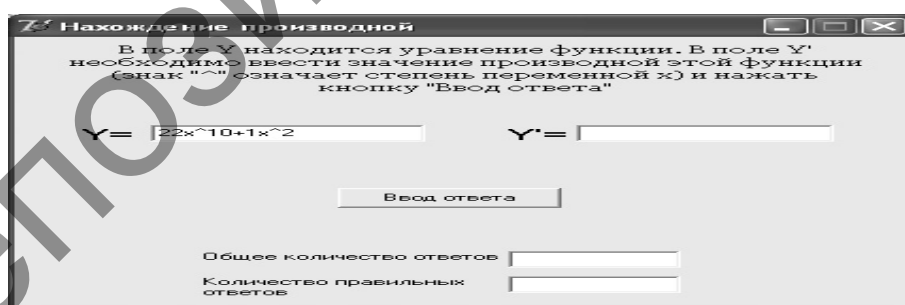 Нахождение производной
В поле Y находится уравнение функции. В поле Y'
необходимо ввести значение производной этой функции
(знак "^" означает степень переменной x) и нажать
кнопку "Ввод ответа"
Y= 22x^10+1x^2 Y'=
Ввод ответа
Общее количество ответов
Количество правильных
ответов